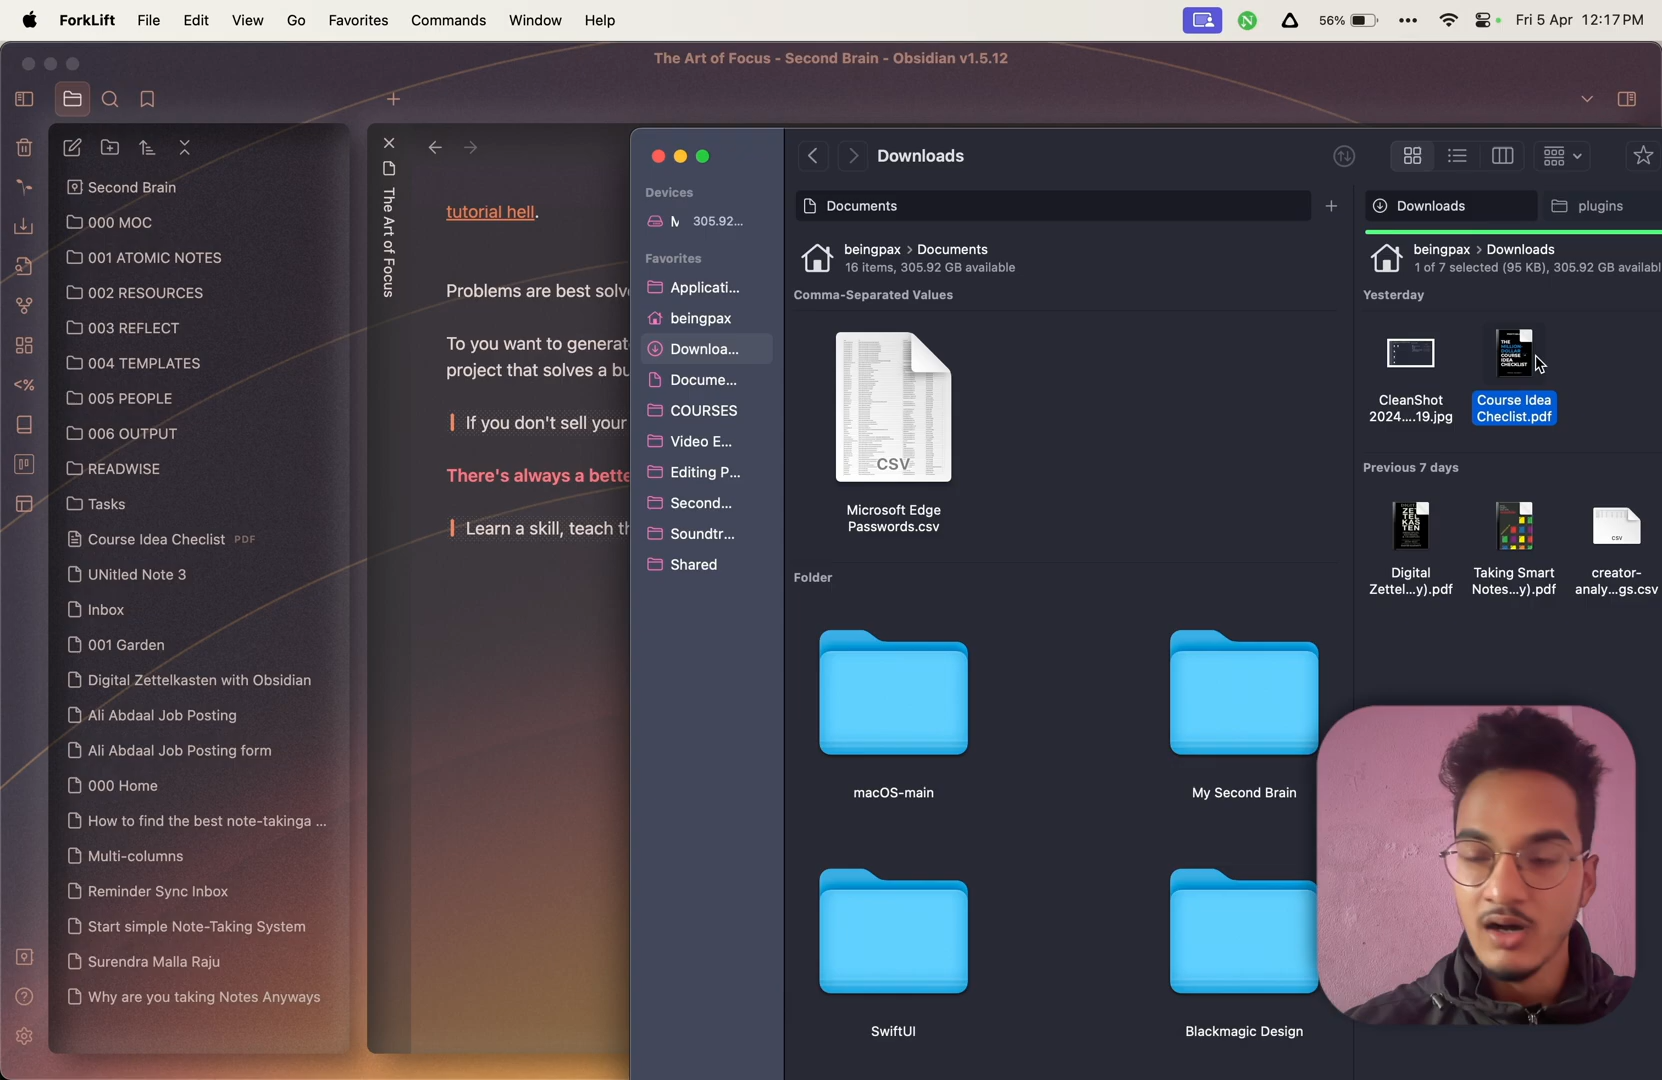 ForkLift File Edit View Go Favorites Commands Window Help
56%
Fri 5 Apr 12:17 PM
The Art of Focus - Second Brain - Obsidian v1.5.12
Second Brain
000 MOC
001 ATOMIC NOTES
002 RESOURCES
003 REFLECT
004 TEMPLATES
005 PEOPLE
006 OUTPUT
READWISE
Tasks
Course Idea Checlist PDF
UNitled Note 3
Inbox
001 Garden
Digital Zettelkasten with Obsidian
Ali Abdaal Job Posting
Ali Abdaal Job Posting form
000 Home
How to find the best note-takinga ...
Multi-columns
Reminder Sync Inbox
Start simple Note-Taking System
Surendra Malla Raju
Why are you taking Notes Anyways
The Art of Focus
tutorial hell.
Problems are best solv
To you want to generat
project that solves a bu
If you don't sell your
There's always a bette
Learn a skill, teach th
Devices
M 305.92...
Favorites
Applicati...
beingpax
Downloa...
Docume...
COURSES
Video E...
Editing P...
Second...
Soundtr...
Shared
Downloads
Documents
beingpax > Documents
16 items, 305.92 GB available
Comma-Separated Values
CSV
Microsoft Edge
Passwords.csv
Folder
macOS-main
My Second Brain
SwiftUI
Blackmagic Design
Downloads
plugins
beingpax > Downloads
1 of 7 selected (95 KB), 305.92 GB availabl
Yesterday
THE
MILLION
DOLLAR
COURSE
IDEA
CHECKLIST
CleanShot
2024....19.jpg
Course Idea
Checlist.pdf
Previous 7 days
ZETTELKASTEN
CSV
Digital
Zettel...y).pdf
Taking Smart
Notes...y).pdf
creator-
analy...gs.csv